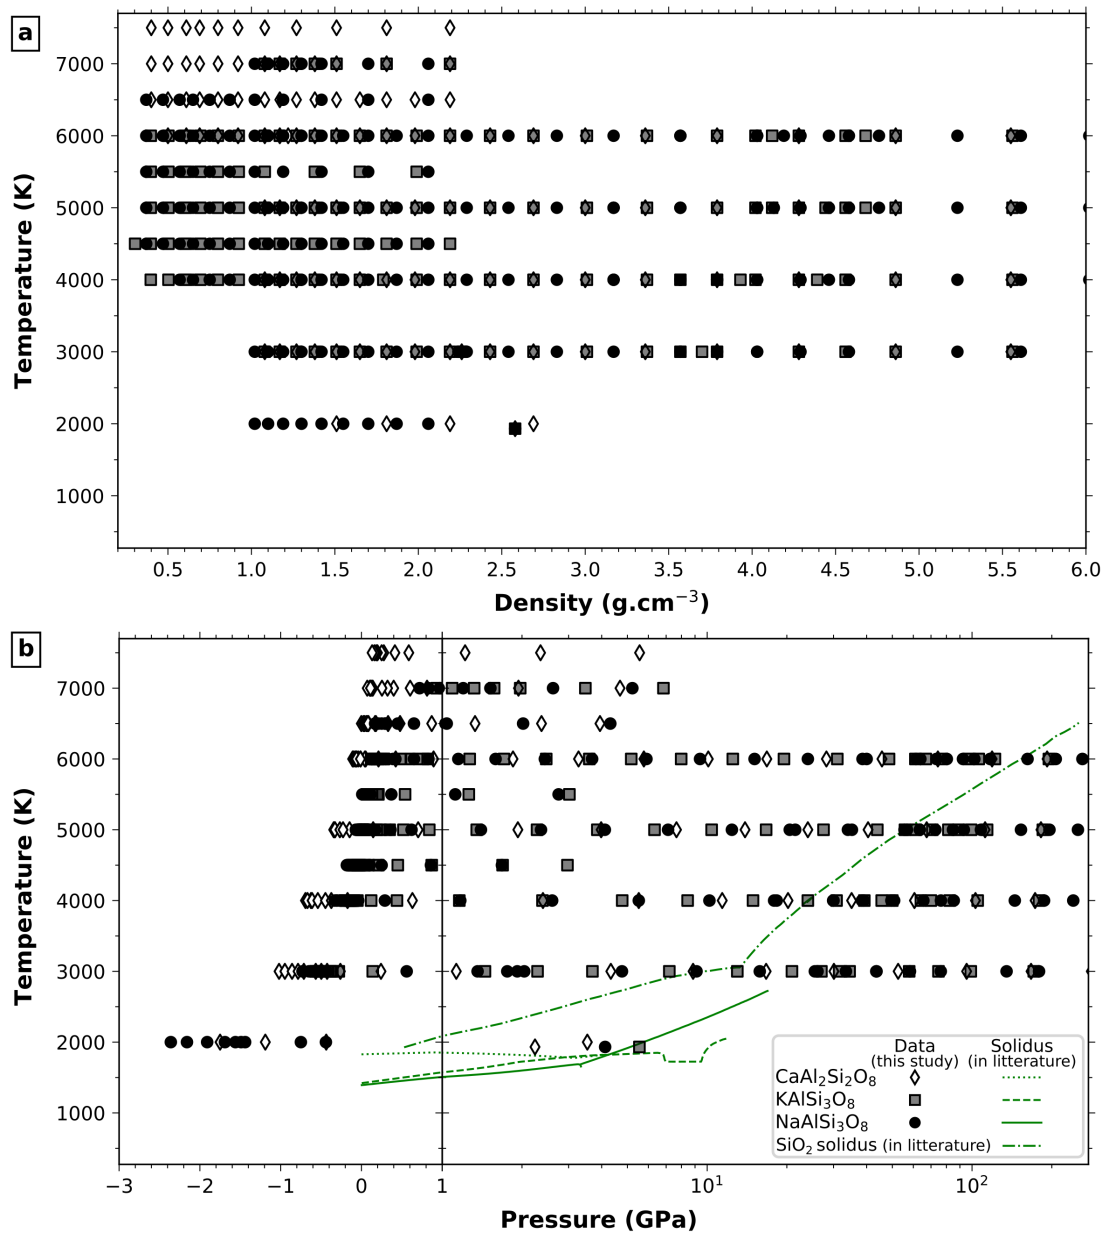 a
7000
6000
5000
4000
3000
2000
1000
Temperature (K)
0.5 1.0 1.5 2.0 2.5 3.0 3.5 4.0 4.5 5.0 5.5 6.0
Density (g.cm⁻³)
b
7000
6000
5000
4000
3000
2000
1000
Temperature (K)
Data Solidus
(this study) (in litterature)
CaAl₂Si₂O₈
KAlSi₃O₈
NaAlSi₃O₈
SiO₂ solidus (in litterature)
−3 −2 −1 0 1 10¹ 10²
Pressure (GPa)